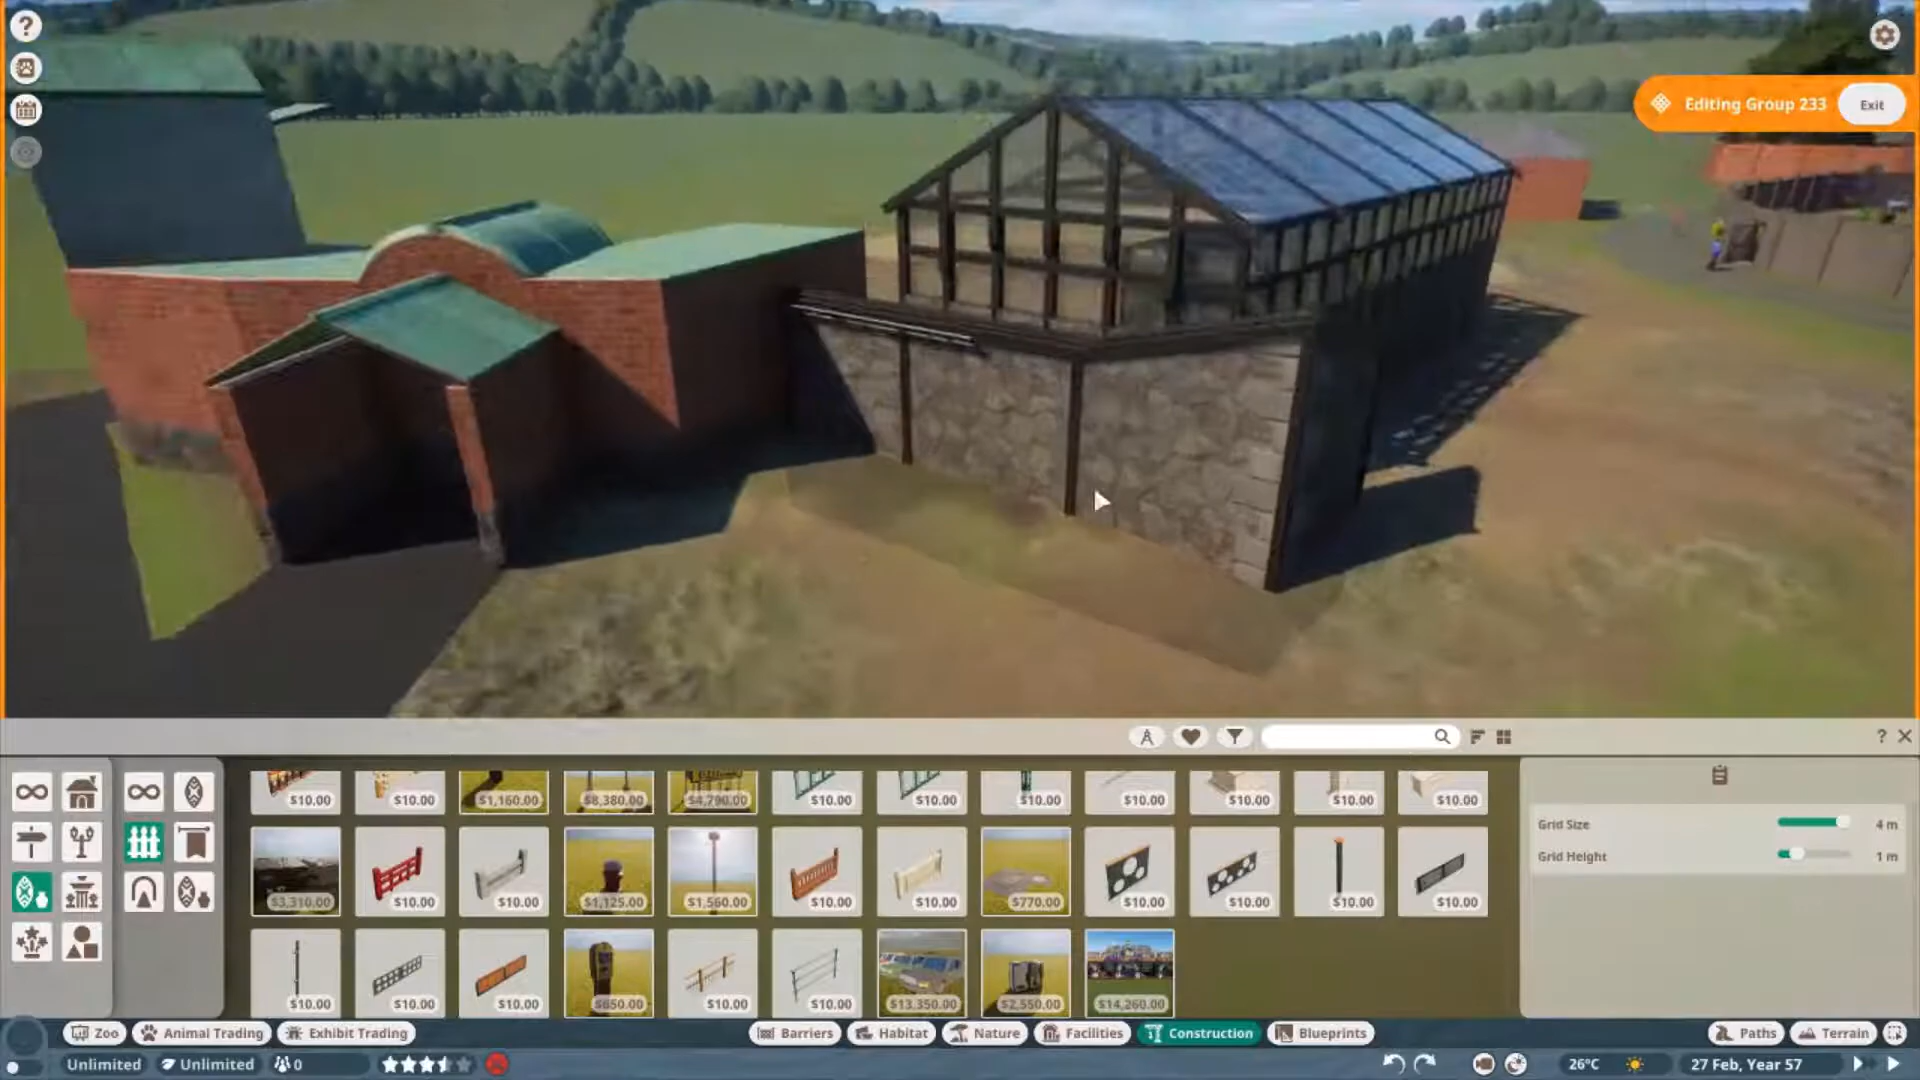 ?
Editing Group 233
Exit
?
$10.00 $10.00 $1,160.00 $8,380.00 $4,790.00 $10.00 $10.00 $10.00 $10.00 $10.00 $10.00 $10.00
Grid Size 4 m
Grid Height 1 m
$3,310.00 $10.00 $10.00 $1,125.00 $1,560.00 $10.00 $10.00 $770.00 $10.00 $10.00 $10.00 $10.00
$10.00 $10.00 $10.00 $650.00 $10.00 $10.00 $13,350.00 $2,550.00 $14,260.00
Zoo Animal Trading Exhibit Trading Barriers Habitat Nature Facilities Construction Blueprints Paths Terrain
Unlimited Unlimited 0 26°C 27 Feb, Year 57